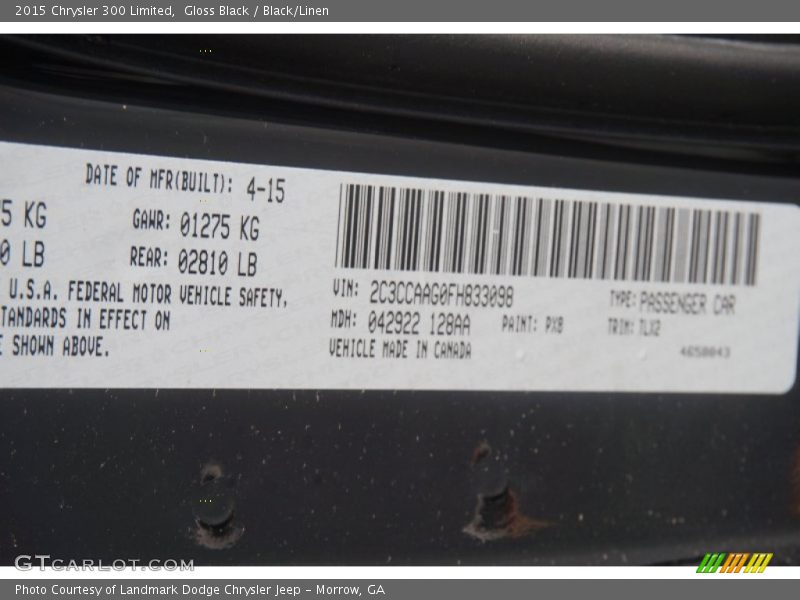 2015 Chrysler 300 Limited,  Gloss Black / Black/Linen
DATE OF MFR(BUILT): 4-15
5 KG GAWR: 01275 KG
0 LB REAR: 02810 LB
U.S.A. FEDERAL MOTOR VEHICLE SAFETY,
TANDARDS IN EFFECT ON
E SHOWN ABOVE.
VIN: 2C3CCAAG0FH833098 TYPE: PASSENGER CAR
MDH: 042922 128AA PAINT: PX8 TRIM: TLX2
VEHICLE MADE IN CANADA
4658043
GTCARLOT.COM
Photo Courtesy of Landmark Dodge Chrysler Jeep – Morrow, GA